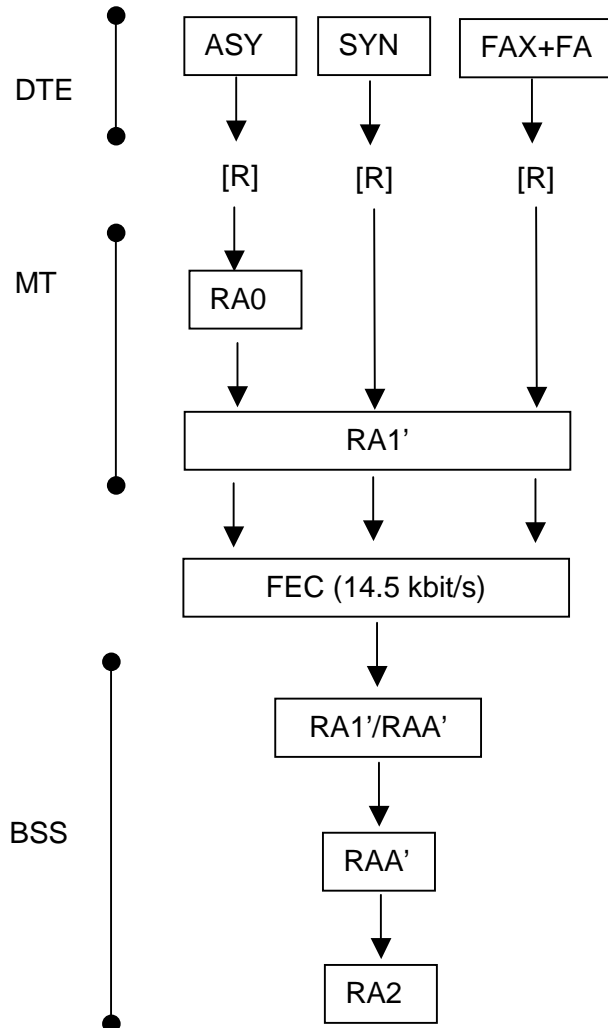 ASY SYN FAX+FA
DTE
[R] [R] [R]
MT
RA0
RA1’
FEC (14.5 kbit/s)
RA1’/RAA’
BSS
RAA’
RA2